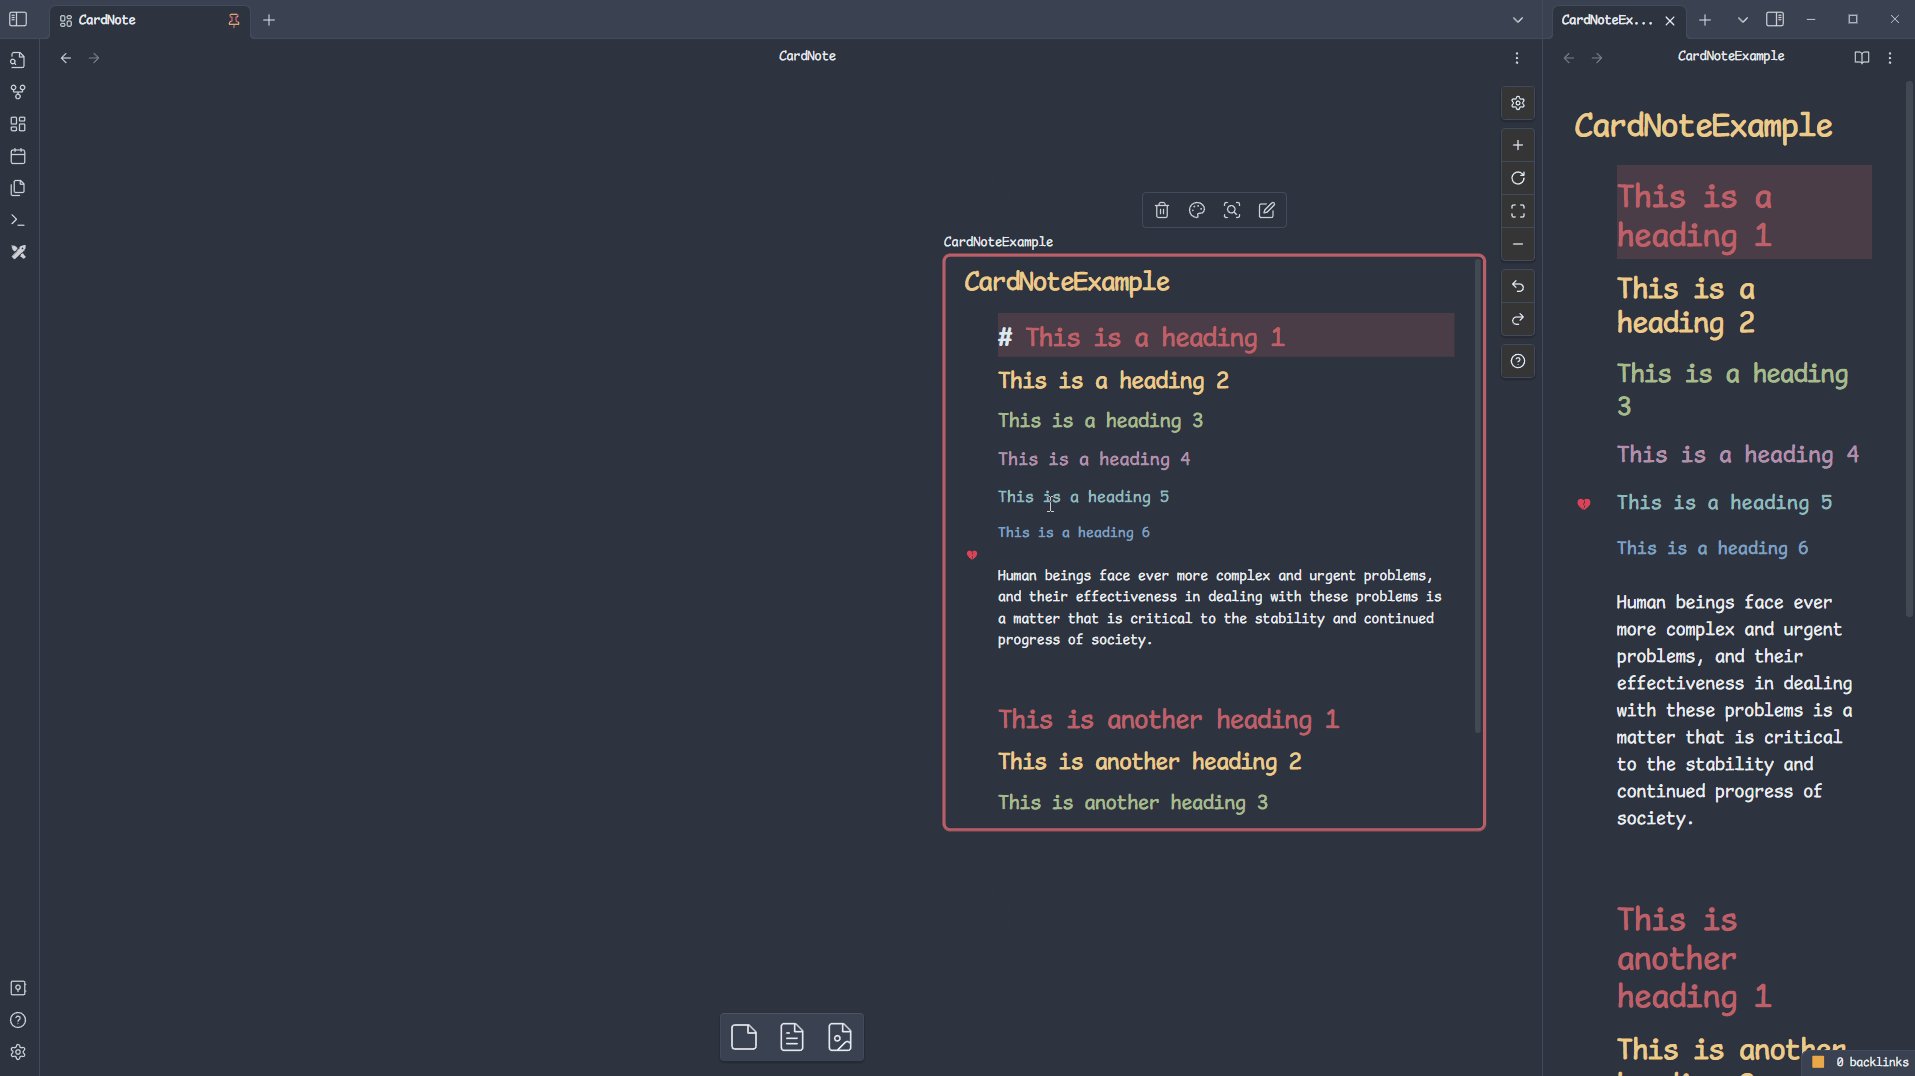 CardNote
CardNoteEx...
CardNote
CardNoteExample
CardNoteExample
CardNoteExample
# This is a heading 1
This is a heading 2
This is a heading 3
This is a heading 4
This is a heading 5
This is a heading 6
Human beings face ever more complex and urgent problems,
and their effectiveness in dealing with these problems is
a matter that is critical to the stability and continued
progress of society.
This is another heading 1
This is another heading 2
This is another heading 3
CardNoteExample
This is a
heading 1
This is a
heading 2
This is a heading
3
This is a heading 4
This is a heading 5
This is a heading 6
Human beings face ever
more complex and urgent
problems, and their
effectiveness in dealing
with these problems is a
matter that is critical
to the stability and
continued progress of
society.
This is
another
heading 1
This is another
0 backlinks